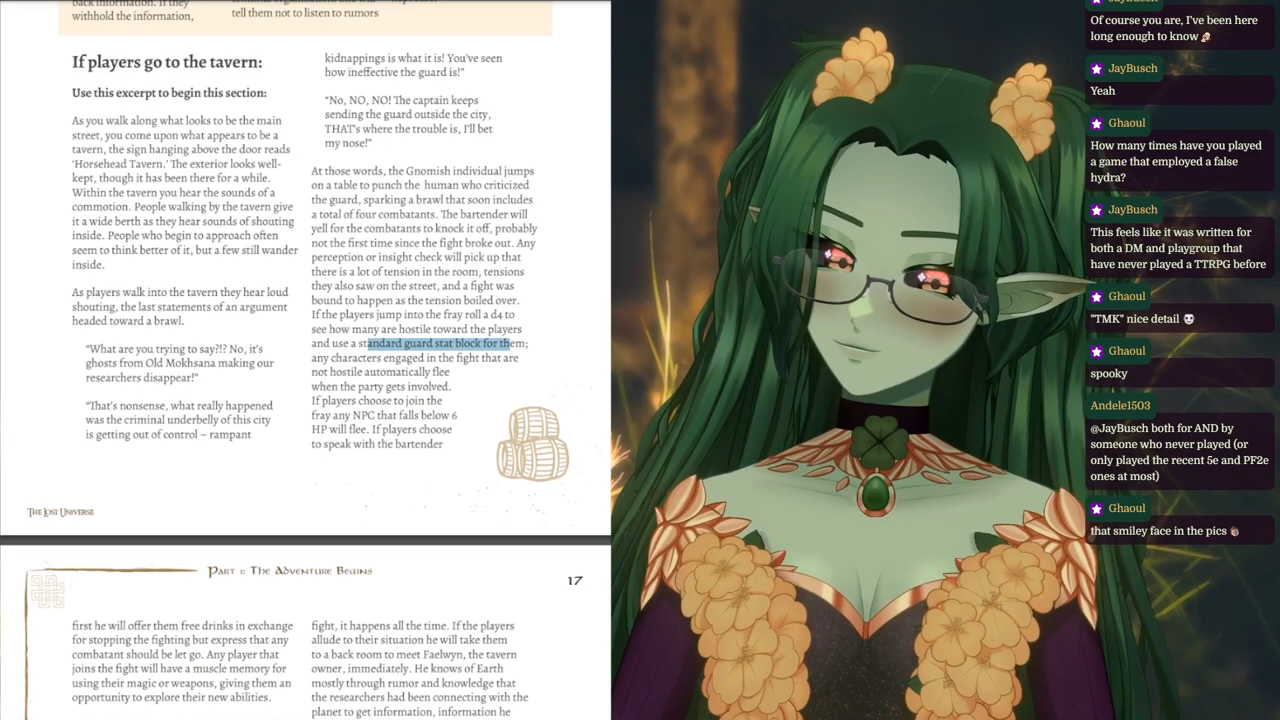 back information. If they
withhold the information,
tell them not to listen to rumors
If players go to the tavern:
Use this excerpt to begin this section:
As you walk along what looks to be the main
street, you come upon what appears to be a
tavern, the sign hanging above the door reads
‘Horsehead Tavern.’ The exterior looks well-
kept, though it has been there for a while.
Within the tavern you hear the sounds of a
commotion. People walking by the tavern give
it a wide berth as they hear sounds of shouting
inside. People who begin to approach often
seem to think better of it, but a few still wander
inside.
As players walk into the tavern they hear loud
shouting, the last statements of an argument
headed toward a brawl.
“What are you trying to say?!? No, it’s
ghosts from Old Mokhsana making our
researchers disappear!”
“That’s nonsense, what really happened
was the criminal underbelly of this city
is getting out of control – rampant
kidnappings is what it is! You’ve seen
how ineffective the guard is!”
“No, NO, NO! The captain keeps
sending the guard outside the city,
THAT’s where the trouble is, I’ll bet
my nose!”
At those words, the Gnomish individual jumps
on a table to punch the human who criticized
the guard, sparking a brawl that soon includes
a total of four combatants. The bartender will
yell for the combatants to knock it off, probably
not the first time since the fight broke out. Any
perception or insight check will pick up that
there is a lot of tension in the room, tensions
they also saw on the street, and a fight was
bound to happen as the tension boiled over.
If the players jump into the fray roll a d4 to
see how many are hostile toward the players
and use a standard guard stat block for them;
any characters engaged in the fight that are
not hostile automatically flee
when the party gets involved.
If players choose to join the
fray any NPC that falls below 6
HP will flee. If players choose
to speak with the bartender
The Lost Universe
Part 1: The Adventure Begins
17
first he will offer them free drinks in exchange
for stopping the fighting but express that any
combatant should be let go. Any player that
joins the fight will have a muscle memory for
using their magic or weapons, giving them an
opportunity to explore their new abilities.
fight, it happens all the time. If the players
allude to their situation he will take them
to a back room to meet Faelwyn, the tavern
owner, immediately. He knows of Earth
mostly through rumor and knowledge that
the researchers had been connecting with the
planet to get information, information he
Of course you are, I've been here
long enough to know
JayBusch
Yeah
Ghaoul
How many times have you played
a game that employed a false
hydra?
JayBusch
This feels like it was written for
both a DM and playgroup that
have never played a TTRPG before
Ghaoul
"TMK" nice detail
Ghaoul
spooky
Andele1503
@JayBusch both for AND by
someone who never played (or
only played the recent 5e and PF2e
ones at most)
Ghaoul
that smiley face in the pics